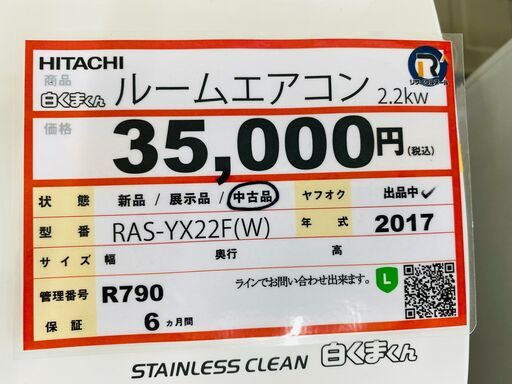 HITACHI
商品
白くまくん ルームエアコン 2.2kw
R
価格
35,000円(税込)
状態 新品 / 展示品 / 中古品 ヤフオク 出品中✓
型番 RAS-YX22F(W) 年式 2017
サイズ 幅 奥行 高
管理番号 R790 ラインでお問い合わせ出来ます。 L
保証 6ヵ月間
STAINLESS CLEAN 白くまくん